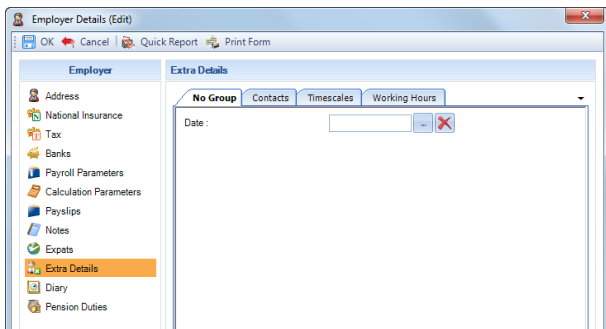 Employer Details (Edit)
OK Cancel Quick Report Print Form
Employer
Extra Details
Address
National Insurance
Tax
Banks
Payroll Parameters
Calculation Parameters
Payslips
Notes
Expats
Extra Details
Diary
Pension Duties
No Group Contacts Timescales Working Hours
Date :
...